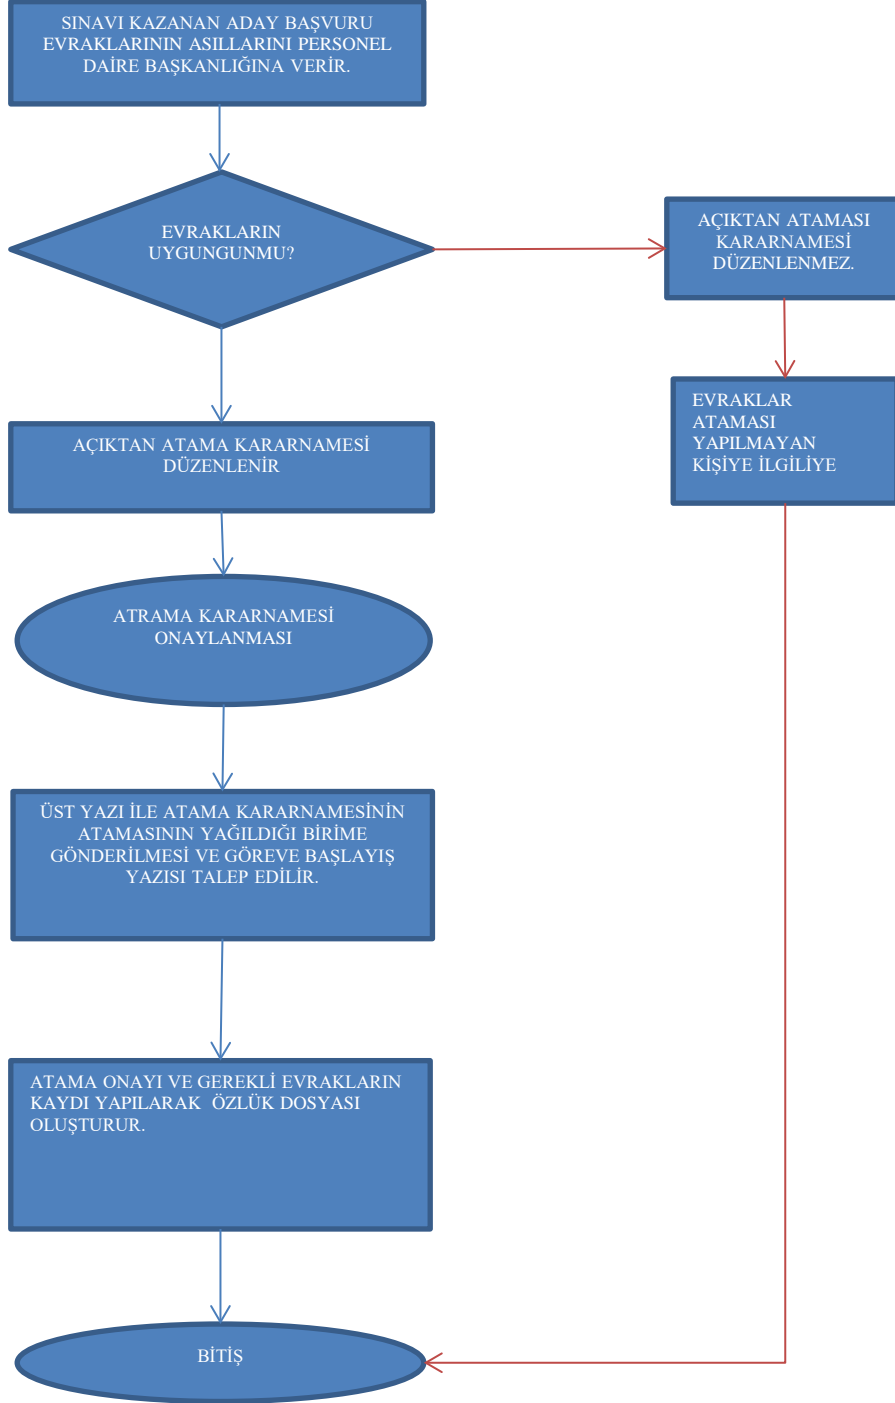 SINAVI KAZANAN ADAY BAŞVURU
EVRAKLARININ ASILLARINI PERSONEL
DAİRE BAŞKANLIĞINA VERİR.
EVRAKLARIN
UYGUNGUNMU?
AÇIKTAN ATAMASI
KARARNAMESİ
DÜZENLENMEZ.
EVRAKLAR
ATAMASI
YAPILMAYAN
KİŞİYE İLGİLİYE
AÇIKTAN ATAMA KARARNAMESİ
DÜZENLENİR
ATRAMA KARARNAMESİ
ONAYLANMASI
ÜST YAZI İLE ATAMA KARARNAMESİNİN
ATAMASININ YAĞILDIĞI BİRİME
GÖNDERİLMESİ VE GÖREVE BAŞLAYIŞ
YAZISI TALEP EDİLİR.
ATAMA ONAYI VE GEREKLİ EVRAKLARIN
KAYDI YAPILARAK  ÖZLÜK DOSYASI
OLUŞTURUR.
BİTİŞ